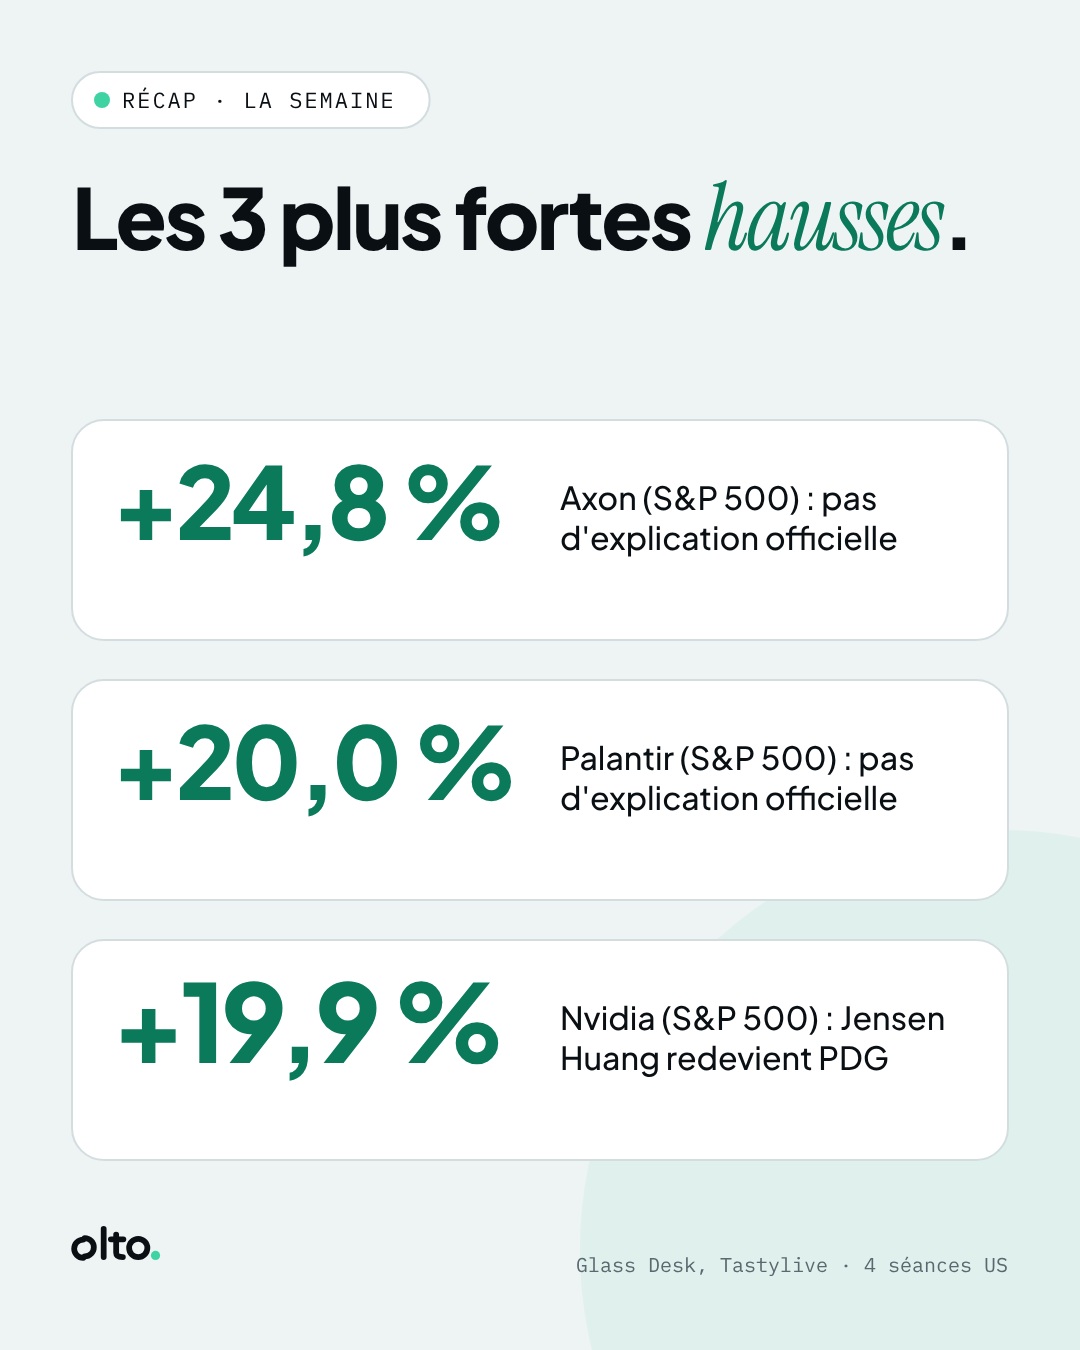 RÉCAP · LA SEMAINE
Les 3 plus fortes hausses.
+24,8 %
Axon (S&P 500) : pas
d'explication officielle
+20,0 %
Palantir (S&P 500) : pas
d'explication officielle
+19,9 %
Nvidia (S&P 500) : Jensen
Huang redevient PDG
olto.
Glass Desk, Tastylive · 4 séances US